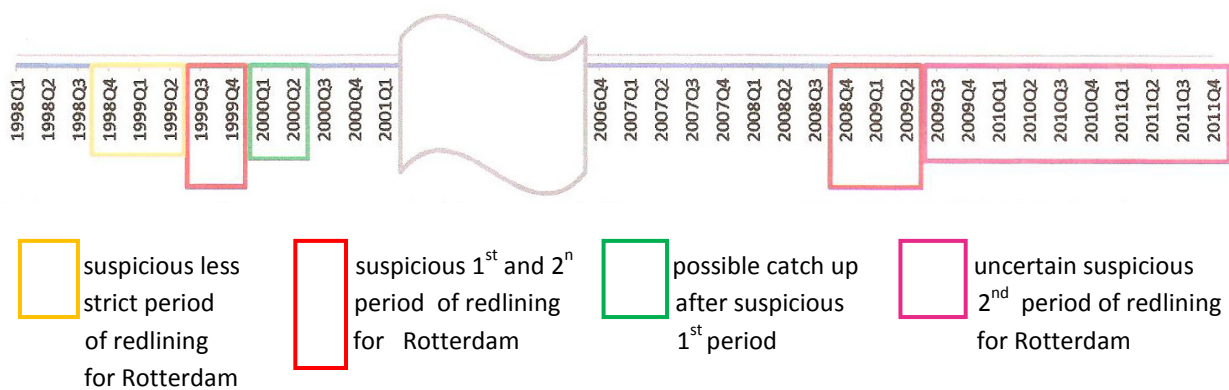 1998Q1
1998Q2
1998Q3
1998Q4
1999Q1
1999Q2
1999Q3
1999Q4
2000Q1
2000Q2
2000Q3
2000Q4
2001Q1
2006Q4
2007Q1
2007Q2
2007Q3
2007Q4
2008Q1
2008Q2
2008Q3
2008Q4
2009Q1
2009Q2
2009Q3
2009Q4
2010Q1
2010Q2
2010Q3
2010Q4
2011Q1
2011Q2
2011Q3
2011Q4
suspicious less
strict period
of redlining
for Rotterdam
suspicious 1st and 2n
period of redlining
for Rotterdam
possible catch up
after suspicious
1st period
uncertain suspicious
2nd period of redlining
for Rotterdam